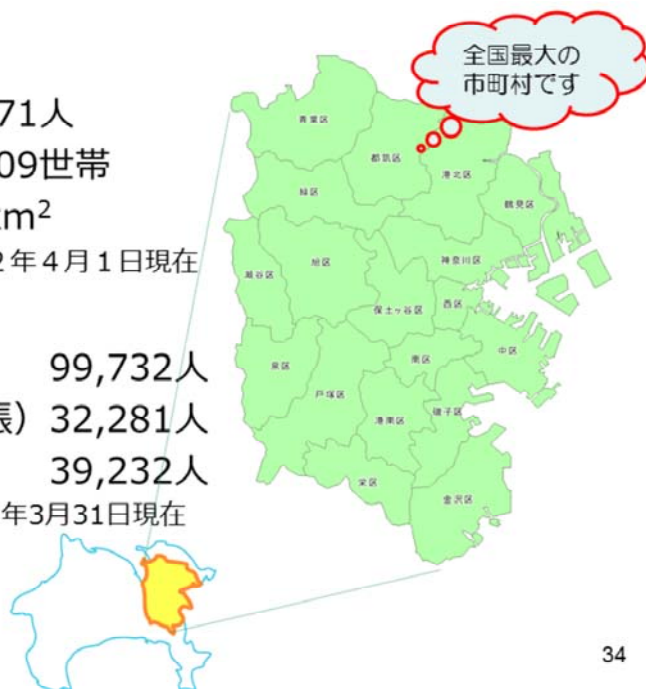 全国最大の
市町村です
71人
09世帯
km²
2年4月1日現在
99,732人
張）32,281人
39,232人
年3月31日現在
青葉区
都筑区
港北区
緑区
鶴見区
神奈川区
瀬谷区
旭区
保土ヶ谷区
西区
中区
南区
泉区
戸塚区
港南区
磯子区
栄区
金沢区
34